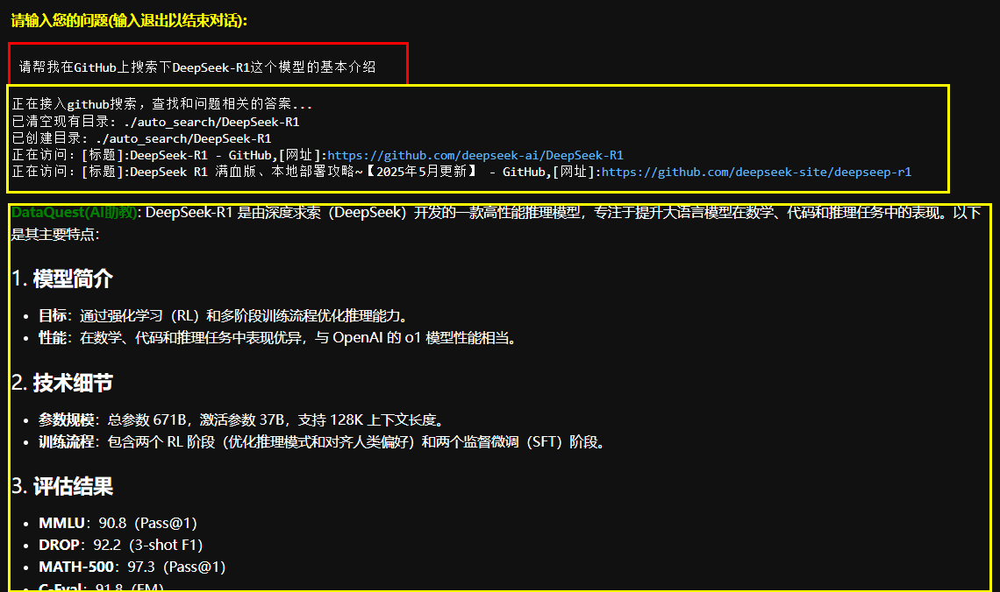 请输入您的问题(输入退出以结束对话):
请帮我在GitHub上搜索下DeepSeek-R1这个模型的基本介绍
正在接入github搜索，查找和问题相关的答案...
已清空现有目录: ./auto_search/DeepSeek-R1
已创建目录: ./auto_search/DeepSeek-R1
正在访问：[标题]:DeepSeek-R1 - GitHub,[网址]:https://github.com/deepseek-ai/DeepSeek-R1
正在访问：[标题]:DeepSeek R1 满血版、本地部署攻略~【2025年5月更新】 - GitHub,[网址]:https://github.com/deepseek-site/deepseep-r1
DataQuest(AI助教): DeepSeek-R1 是由深度求索（DeepSeek）开发的一款高性能推理模型，专注于提升大语言模型在数学、代码和推理任务中的表现。以下
是其主要特点：
1. 模型简介
• 目标：通过强化学习（RL）和多阶段训练流程优化推理能力。
• 性能：在数学、代码和推理任务中表现优异，与 OpenAI 的 o1 模型性能相当。
2. 技术细节
• 参数规模：总参数 671B，激活参数 37B，支持 128K 上下文长度。
• 训练流程：包含两个 RL 阶段（优化推理模式和对齐人类偏好）和两个监督微调（SFT）阶段。
3. 评估结果
• MMLU：90.8（Pass@1）
• DROP：92.2（3-shot F1）
• MATH-500：97.3（Pass@1）
• C-Eval：91.8（EM）